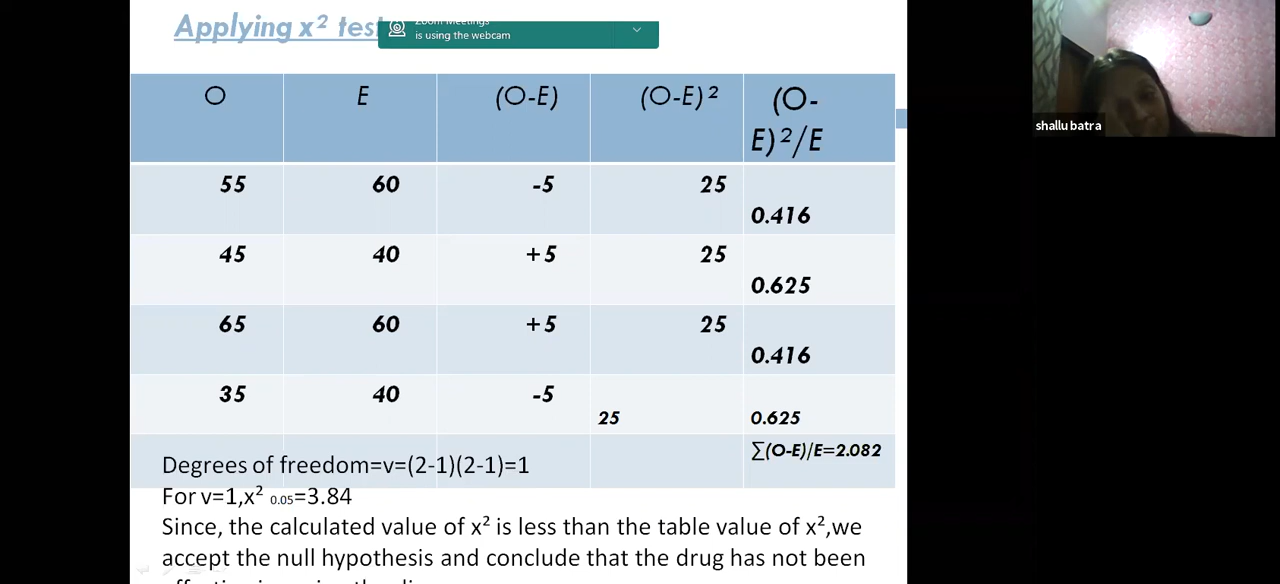 Applying x² test
Zoom Meetings
is using the webcam
shallu batra
O E (O-E) (O-E)² (O-
E)²/E
55 60 -5 25
0.416
45 40 +5 25
0.625
65 60 +5 25
0.416
35 40 -5
25 0.625
∑(O-E)/E=2.082
Degrees of freedom=v=(2-1)(2-1)=1
For v=1,x² 0.05=3.84
Since, the calculated value of x² is less than the table value of x²,we
accept the null hypothesis and conclude that the drug has not been